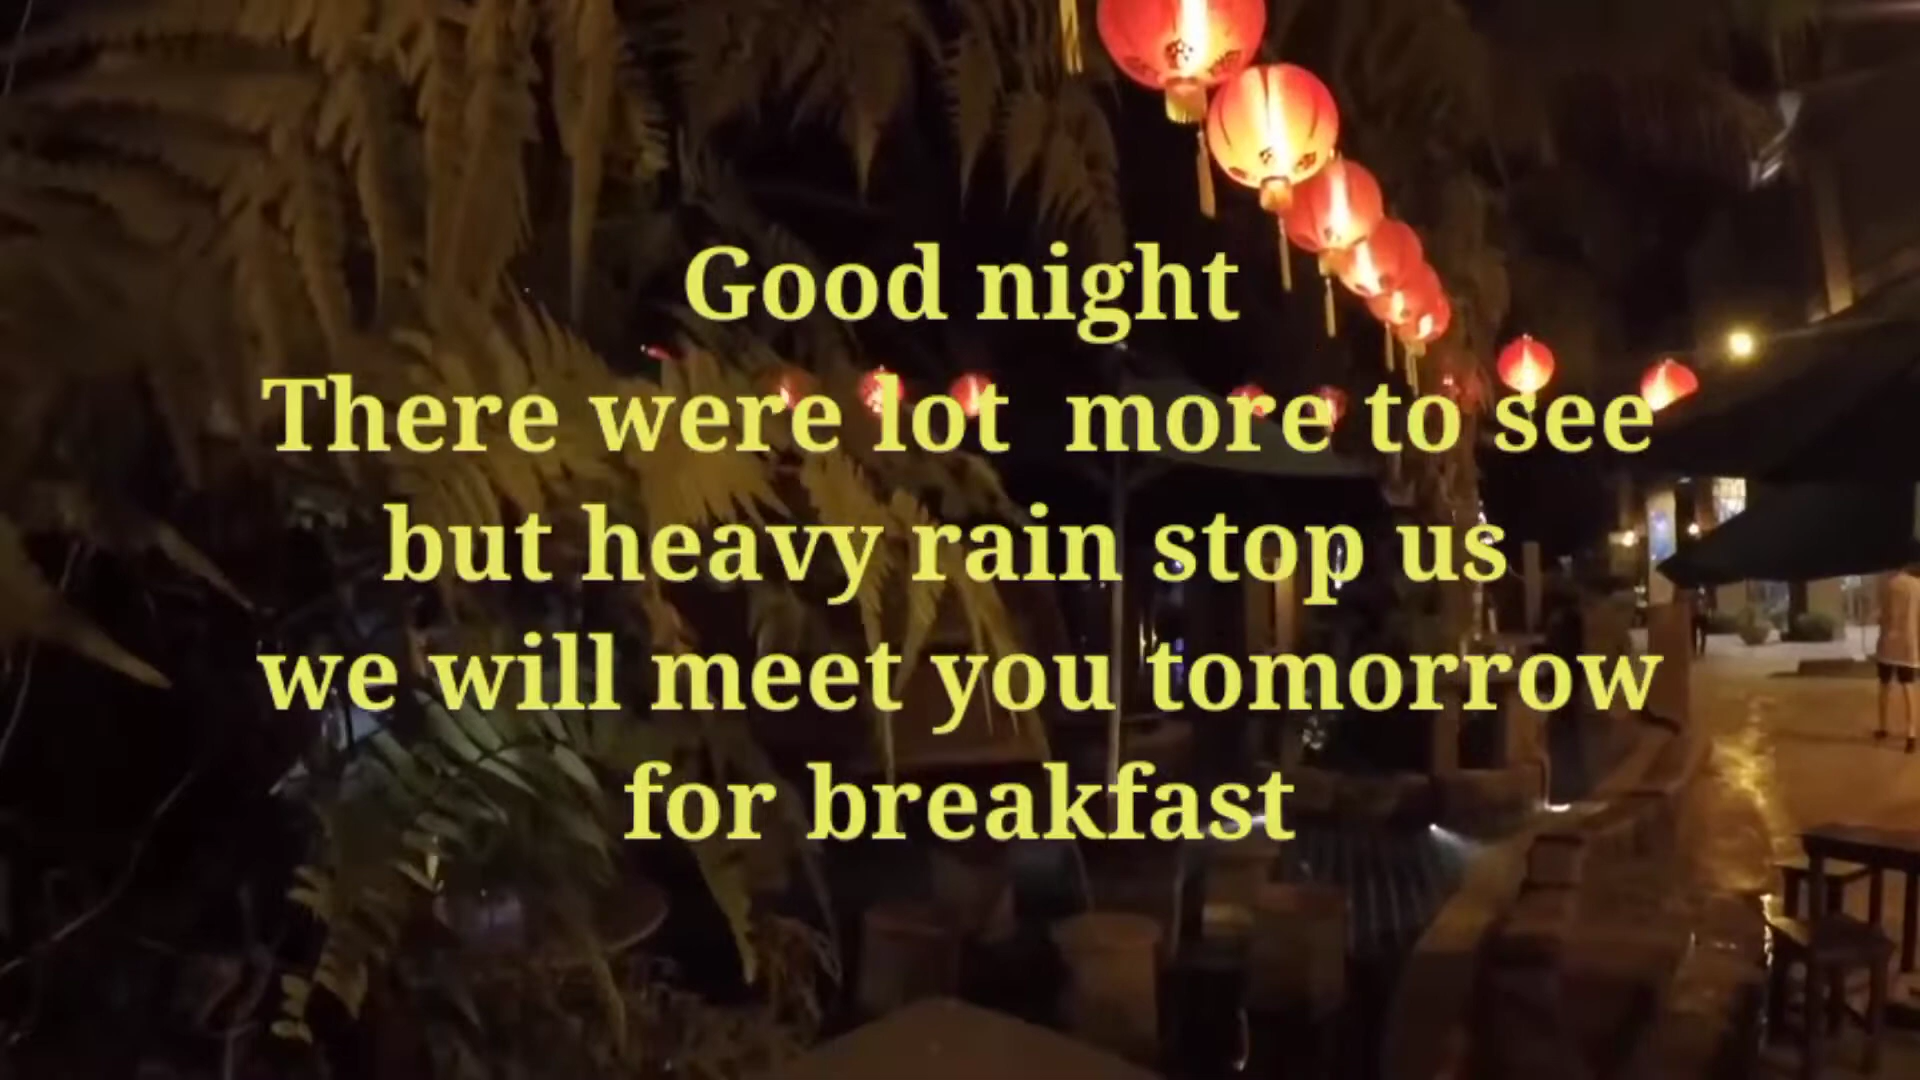 Good night
There were lot  more to see
but heavy rain stop us
we will meet you tomorrow
for breakfast